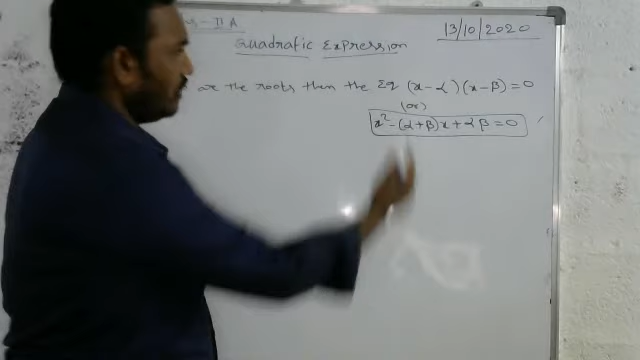 II A
13/10/2020
Quadratic Expression
are the roots then the Eq (x-α)(x-β)=0
(or)
x²-(α+β)x+αβ=0